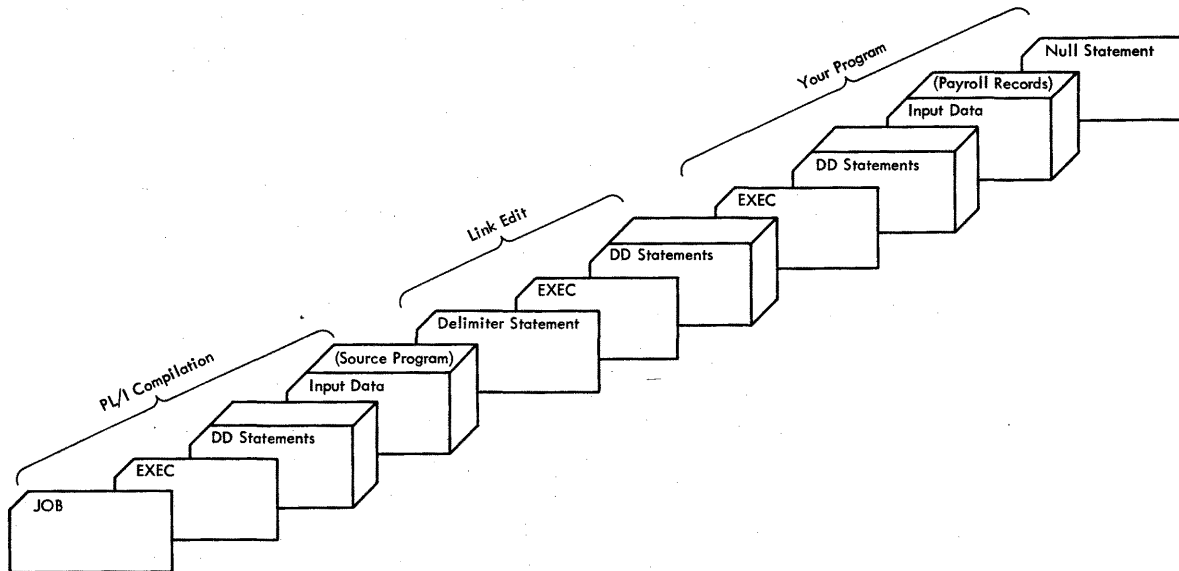 Your Program
Null Statement
(Payroll Records)
Input Data
DD Statements
EXEC
Link Edit
DD Statements
EXEC
Delimiter Statement
PL/I Compilation
(Source Program)
Input Data
DD Statements
EXEC
JOB